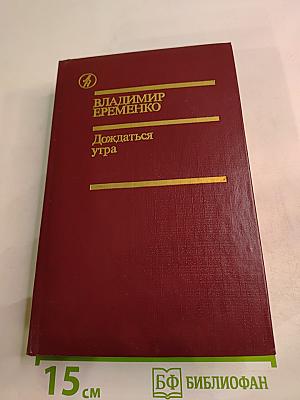 ВЛАДИМИР
ЕРЕМЕНКО
Дождаться
утра
15 см
БФ БИБЛИОФАН